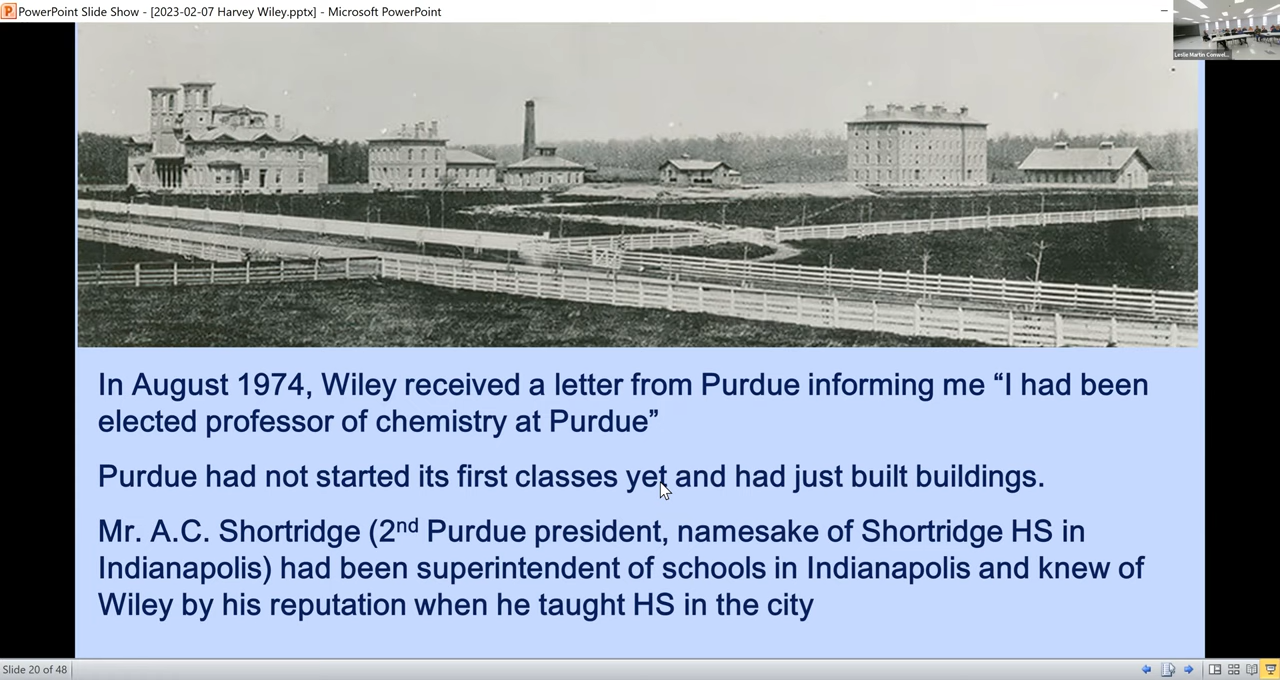 PowerPoint Slide Show - [2023-02-07 Harvey Wiley.pptx] - Microsoft PowerPoint
Leslie Martin Conwel...
In August 1974, Wiley received a letter from Purdue informing me “I had been
elected professor of chemistry at Purdue”
Purdue had not started its first classes yet and had just built buildings.
Mr. A.C. Shortridge (2nd Purdue president, namesake of Shortridge HS in
Indianapolis) had been superintendent of schools in Indianapolis and knew of
Wiley by his reputation when he taught HS in the city
Slide 20 of 48